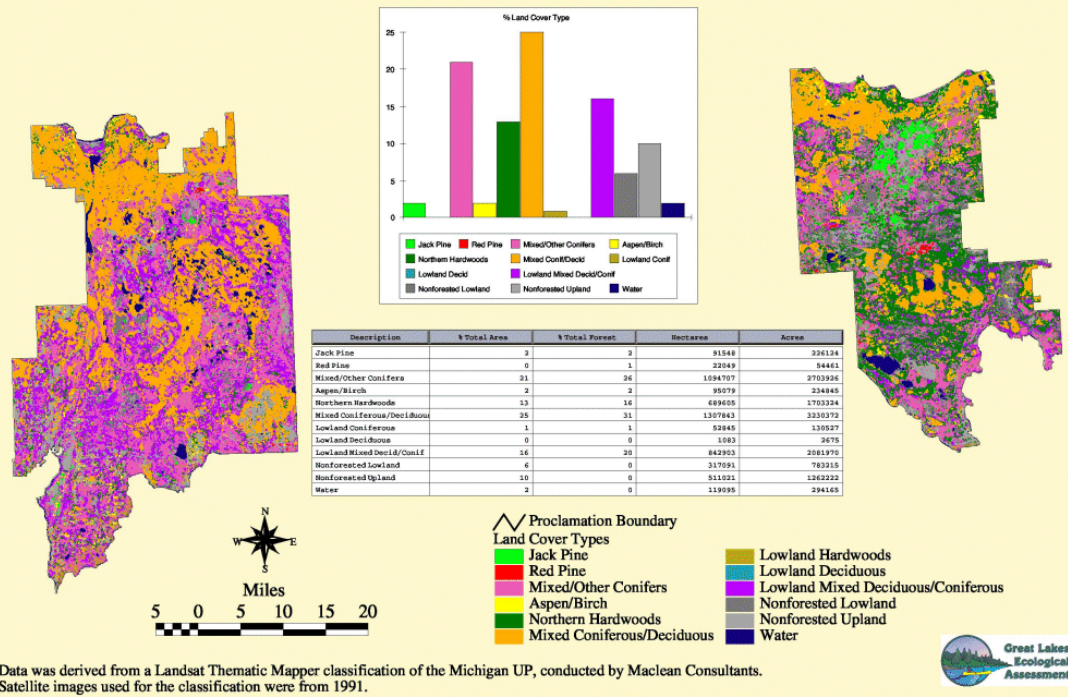 % Land Cover Type
25
20
15
10
5
0
Jack Pine Red Pine Mixed/Other Conifers Aspen/Birch
Northern Hardwoods Mixed Conif/Decid Lowland Conif
Lowland Decid Lowland Mixed Decid/Conif
Nonforested Lowland Nonforested Upland Water
Description % Total Area % Total Forest Hectares Acres
Jack Pine 2 2 91548 226124
Red Pine 0 1 22049 54461
Mixed/Other Conifers 21 26 1094707 2703926
Aspen/Birch 2 2 95079 234845
Northern Hardwoods 13 16 689605 1703324
Mixed Coniferous/Deciduou 25 31 1307843 3230372
Lowland Coniferous 1 1 52845 130527
Lowland Deciduous 0 0 1083 2675
Lowland Mixed Decid/Conif 16 20 842903 2081970
Nonforested Lowland 6 0 317091 783215
Nonforested Upland 10 0 511021 1262222
Water 2 0 119095 294165
N
W E
S
Miles
5 0 5 10 15 20
Proclamation Boundary
Land Cover Types
Jack Pine
Red Pine
Mixed/Other Conifers
Aspen/Birch
Northern Hardwoods
Mixed Coniferous/Deciduous
Lowland Hardwoods
Lowland Deciduous
Lowland Mixed Deciduous/Coniferous
Nonforested Lowland
Nonforested Upland
Water
Data was derived from a Landsat Thematic Mapper classification of the Michigan UP, conducted by Maclean Consultants.
Satellite images used for the classification were from 1991.
Great Lakes
Ecological
Assessment